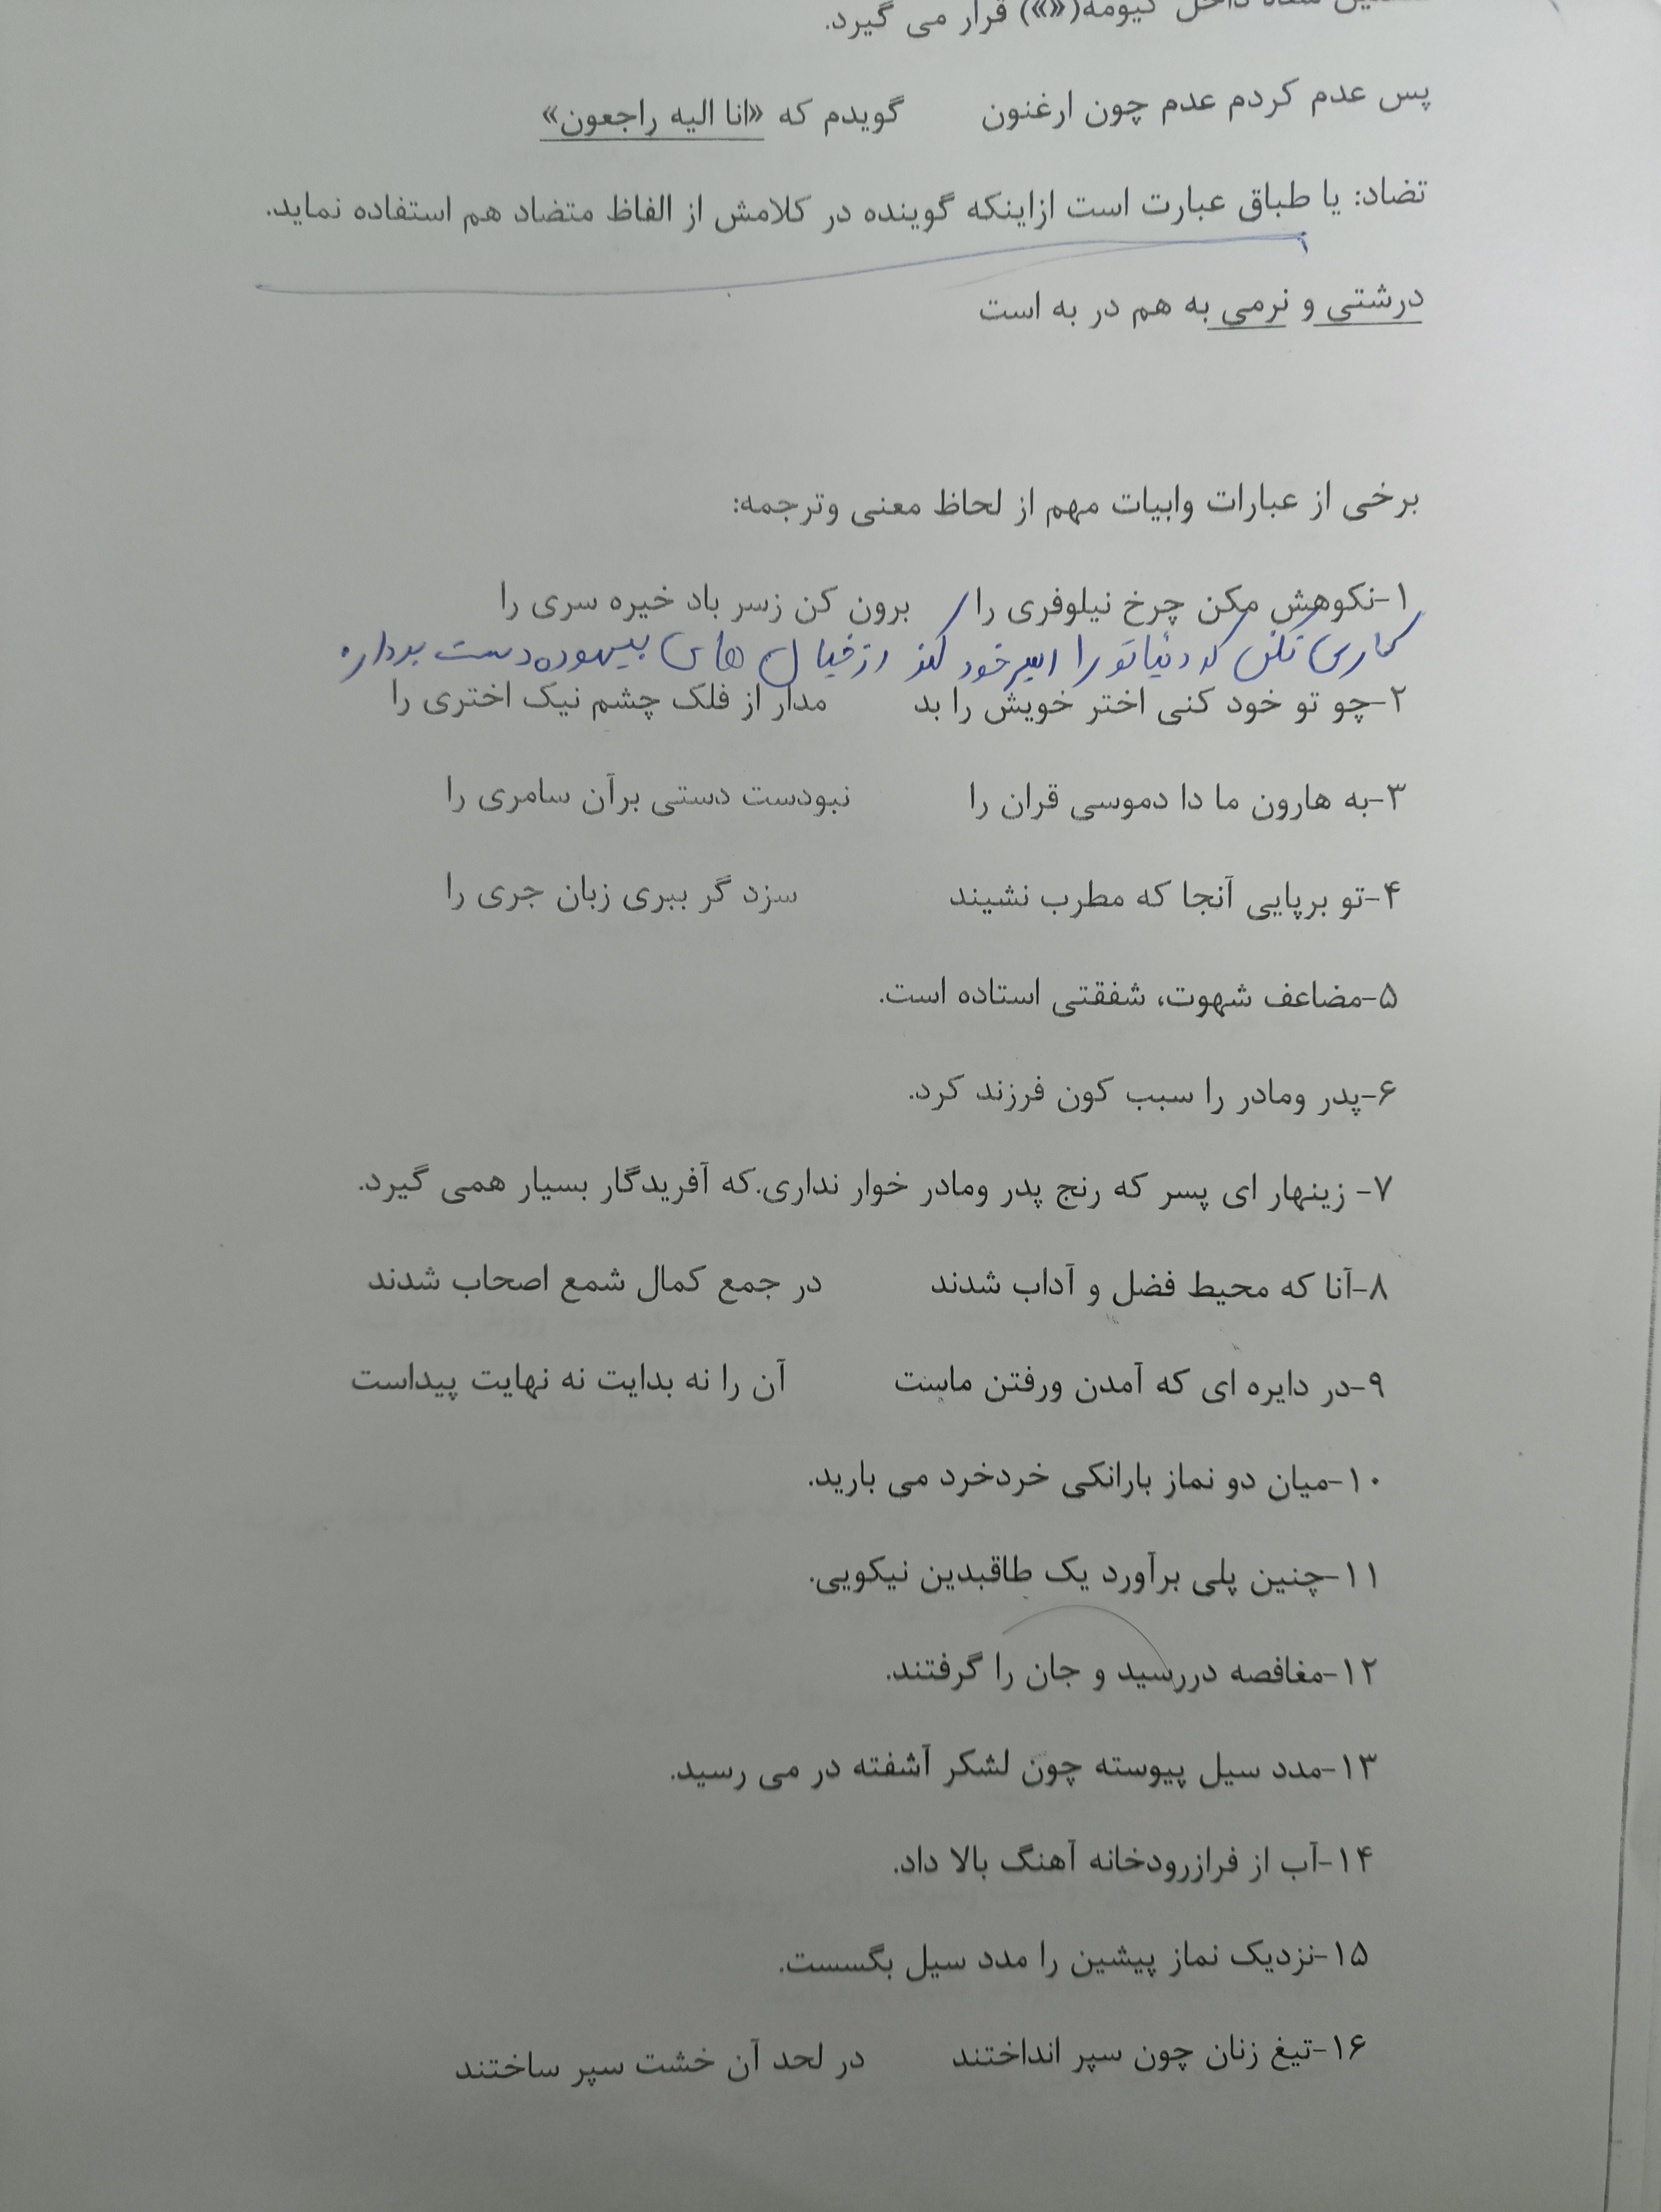 داخل گیومه(«») قرار می گیرد.
پس عدم کردم عدم چون ارغنون گویدم که «انا الیه راجعون»
تضاد: یا طباق عبارت است ازاینکه گوینده در کلامش از الفاظ متضاد هم استفاده نماید.
درشتی و نرمی به هم در به است
برخی از عبارات وابیات مهم از لحاظ معنی وترجمه:
۱-نکوهش مکن چرخ نیلوفری را / برون کن زسر باد خیره سری را
کاری نکن که دنیا تو را اسیر خود کند از خیال های بیهوده دست بردار
۲-چو تو خود کنی اختر خویش را بد مدار از فلک چشم نیک اختری را
۳-به هارون ما دا دموسی قران را نبودست دستی برآن سامری را
۴-تو برپایی آنجا که مطرب نشیند سزد گر ببری زبان جری را
۵-مضاعف شهوت، شفقتی استاده است.
۶-پدر ومادر را سبب کون فرزند کرد.
۷- زینهار ای پسر که رنج پدر ومادر خوار نداری.که آفریدگار بسیار همی گیرد.
۸-آنا که محیط فضل و آداب شدند در جمع کمال شمع اصحاب شدند
۹-در دایره ای که آمدن ورفتن ماست آن را نه بدایت نه نهایت پیداست
۱۰-میان دو نماز بارانکی خردخرد می بارید.
۱۱-چنین پلی برآورد یک طاقبدین نیکویی.
۱۲-مغافصه دررسید و جان را گرفتند.
۱۳-مدد سیل پیوسته چون لشکر آشفته در می رسید.
۱۴-آب از فرازرودخانه آهنگ بالا داد.
۱۵-نزدیک نماز پیشین را مدد سیل بگسست.
۱۶-تیغ زنان چون سپر انداختند در لحد آن خشت سپر ساختند